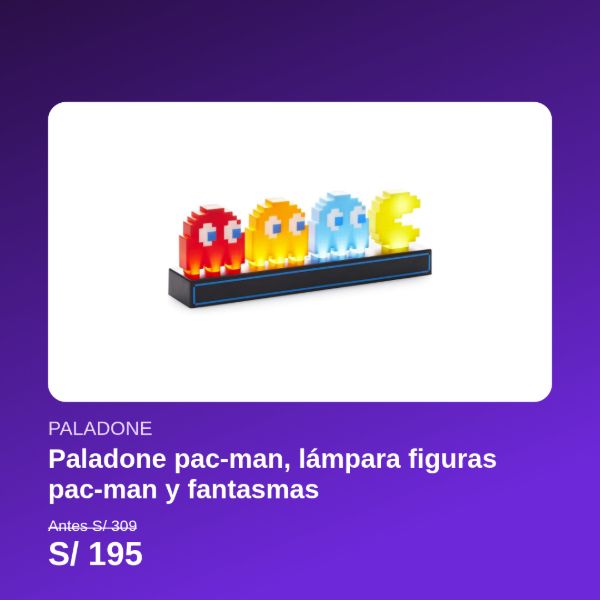 PALADONE
Paladone pac-man, lámpara figuras
pac-man y fantasmas
Antes S/ 309
S/ 195